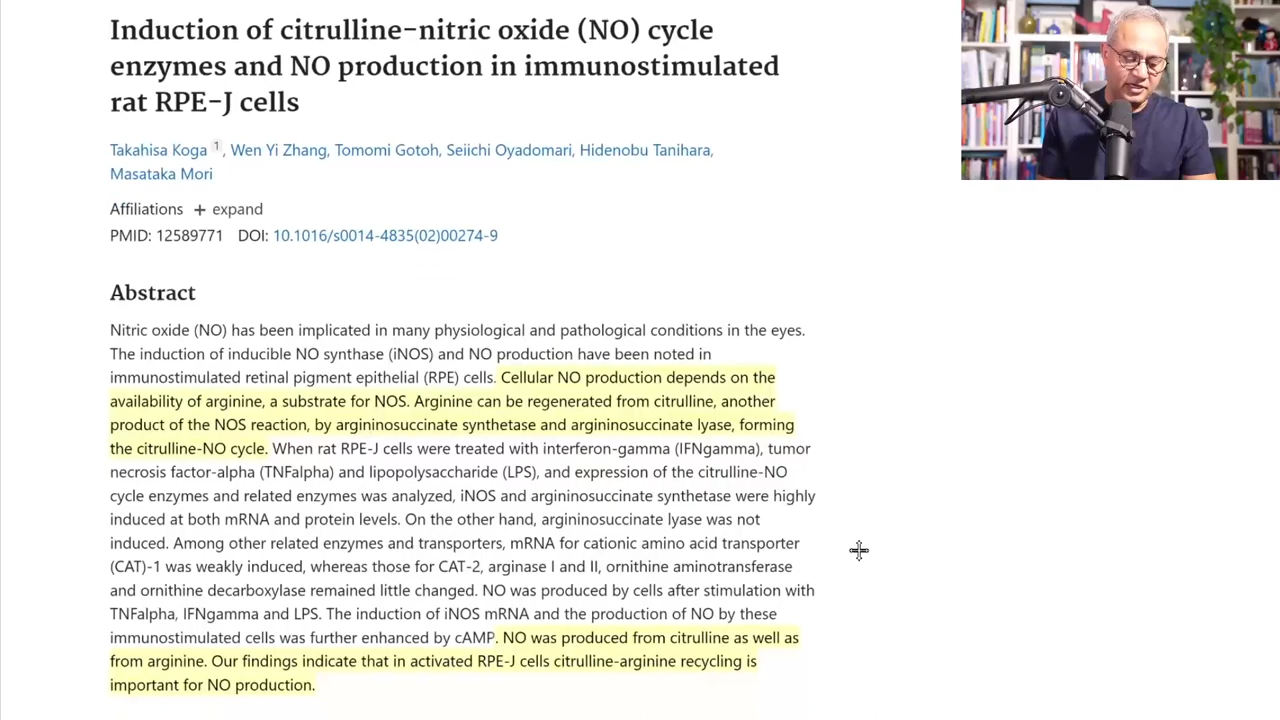 Induction of citrulline-nitric oxide (NO) cycle
enzymes and NO production in immunostimulated
rat RPE-J cells
Takahisa Koga 1, Wen Yi Zhang, Tomomi Gotoh, Seiichi Oyadomari, Hidenobu Tanihara,
Masataka Mori
Affiliations + expand
PMID: 12589771 DOI: 10.1016/s0014-4835(02)00274-9
Abstract
Nitric oxide (NO) has been implicated in many physiological and pathological conditions in the eyes.
The induction of inducible NO synthase (iNOS) and NO production have been noted in
immunostimulated retinal pigment epithelial (RPE) cells. Cellular NO production depends on the
availability of arginine, a substrate for NOS. Arginine can be regenerated from citrulline, another
product of the NOS reaction, by argininosuccinate synthetase and argininosuccinate lyase, forming
the citrulline-NO cycle. When rat RPE-J cells were treated with interferon-gamma (IFNgamma), tumor
necrosis factor-alpha (TNFalpha) and lipopolysaccharide (LPS), and expression of the citrulline-NO
cycle enzymes and related enzymes was analyzed, iNOS and argininosuccinate synthetase were highly
induced at both mRNA and protein levels. On the other hand, argininosuccinate lyase was not
induced. Among other related enzymes and transporters, mRNA for cationic amino acid transporter
(CAT)-1 was weakly induced, whereas those for CAT-2, arginase I and II, ornithine aminotransferase
and ornithine decarboxylase remained little changed. NO was produced by cells after stimulation with
TNFalpha, IFNgamma and LPS. The induction of iNOS mRNA and the production of NO by these
immunostimulated cells was further enhanced by cAMP. NO was produced from citrulline as well as
from arginine. Our findings indicate that in activated RPE-J cells citrulline-arginine recycling is
important for NO production.